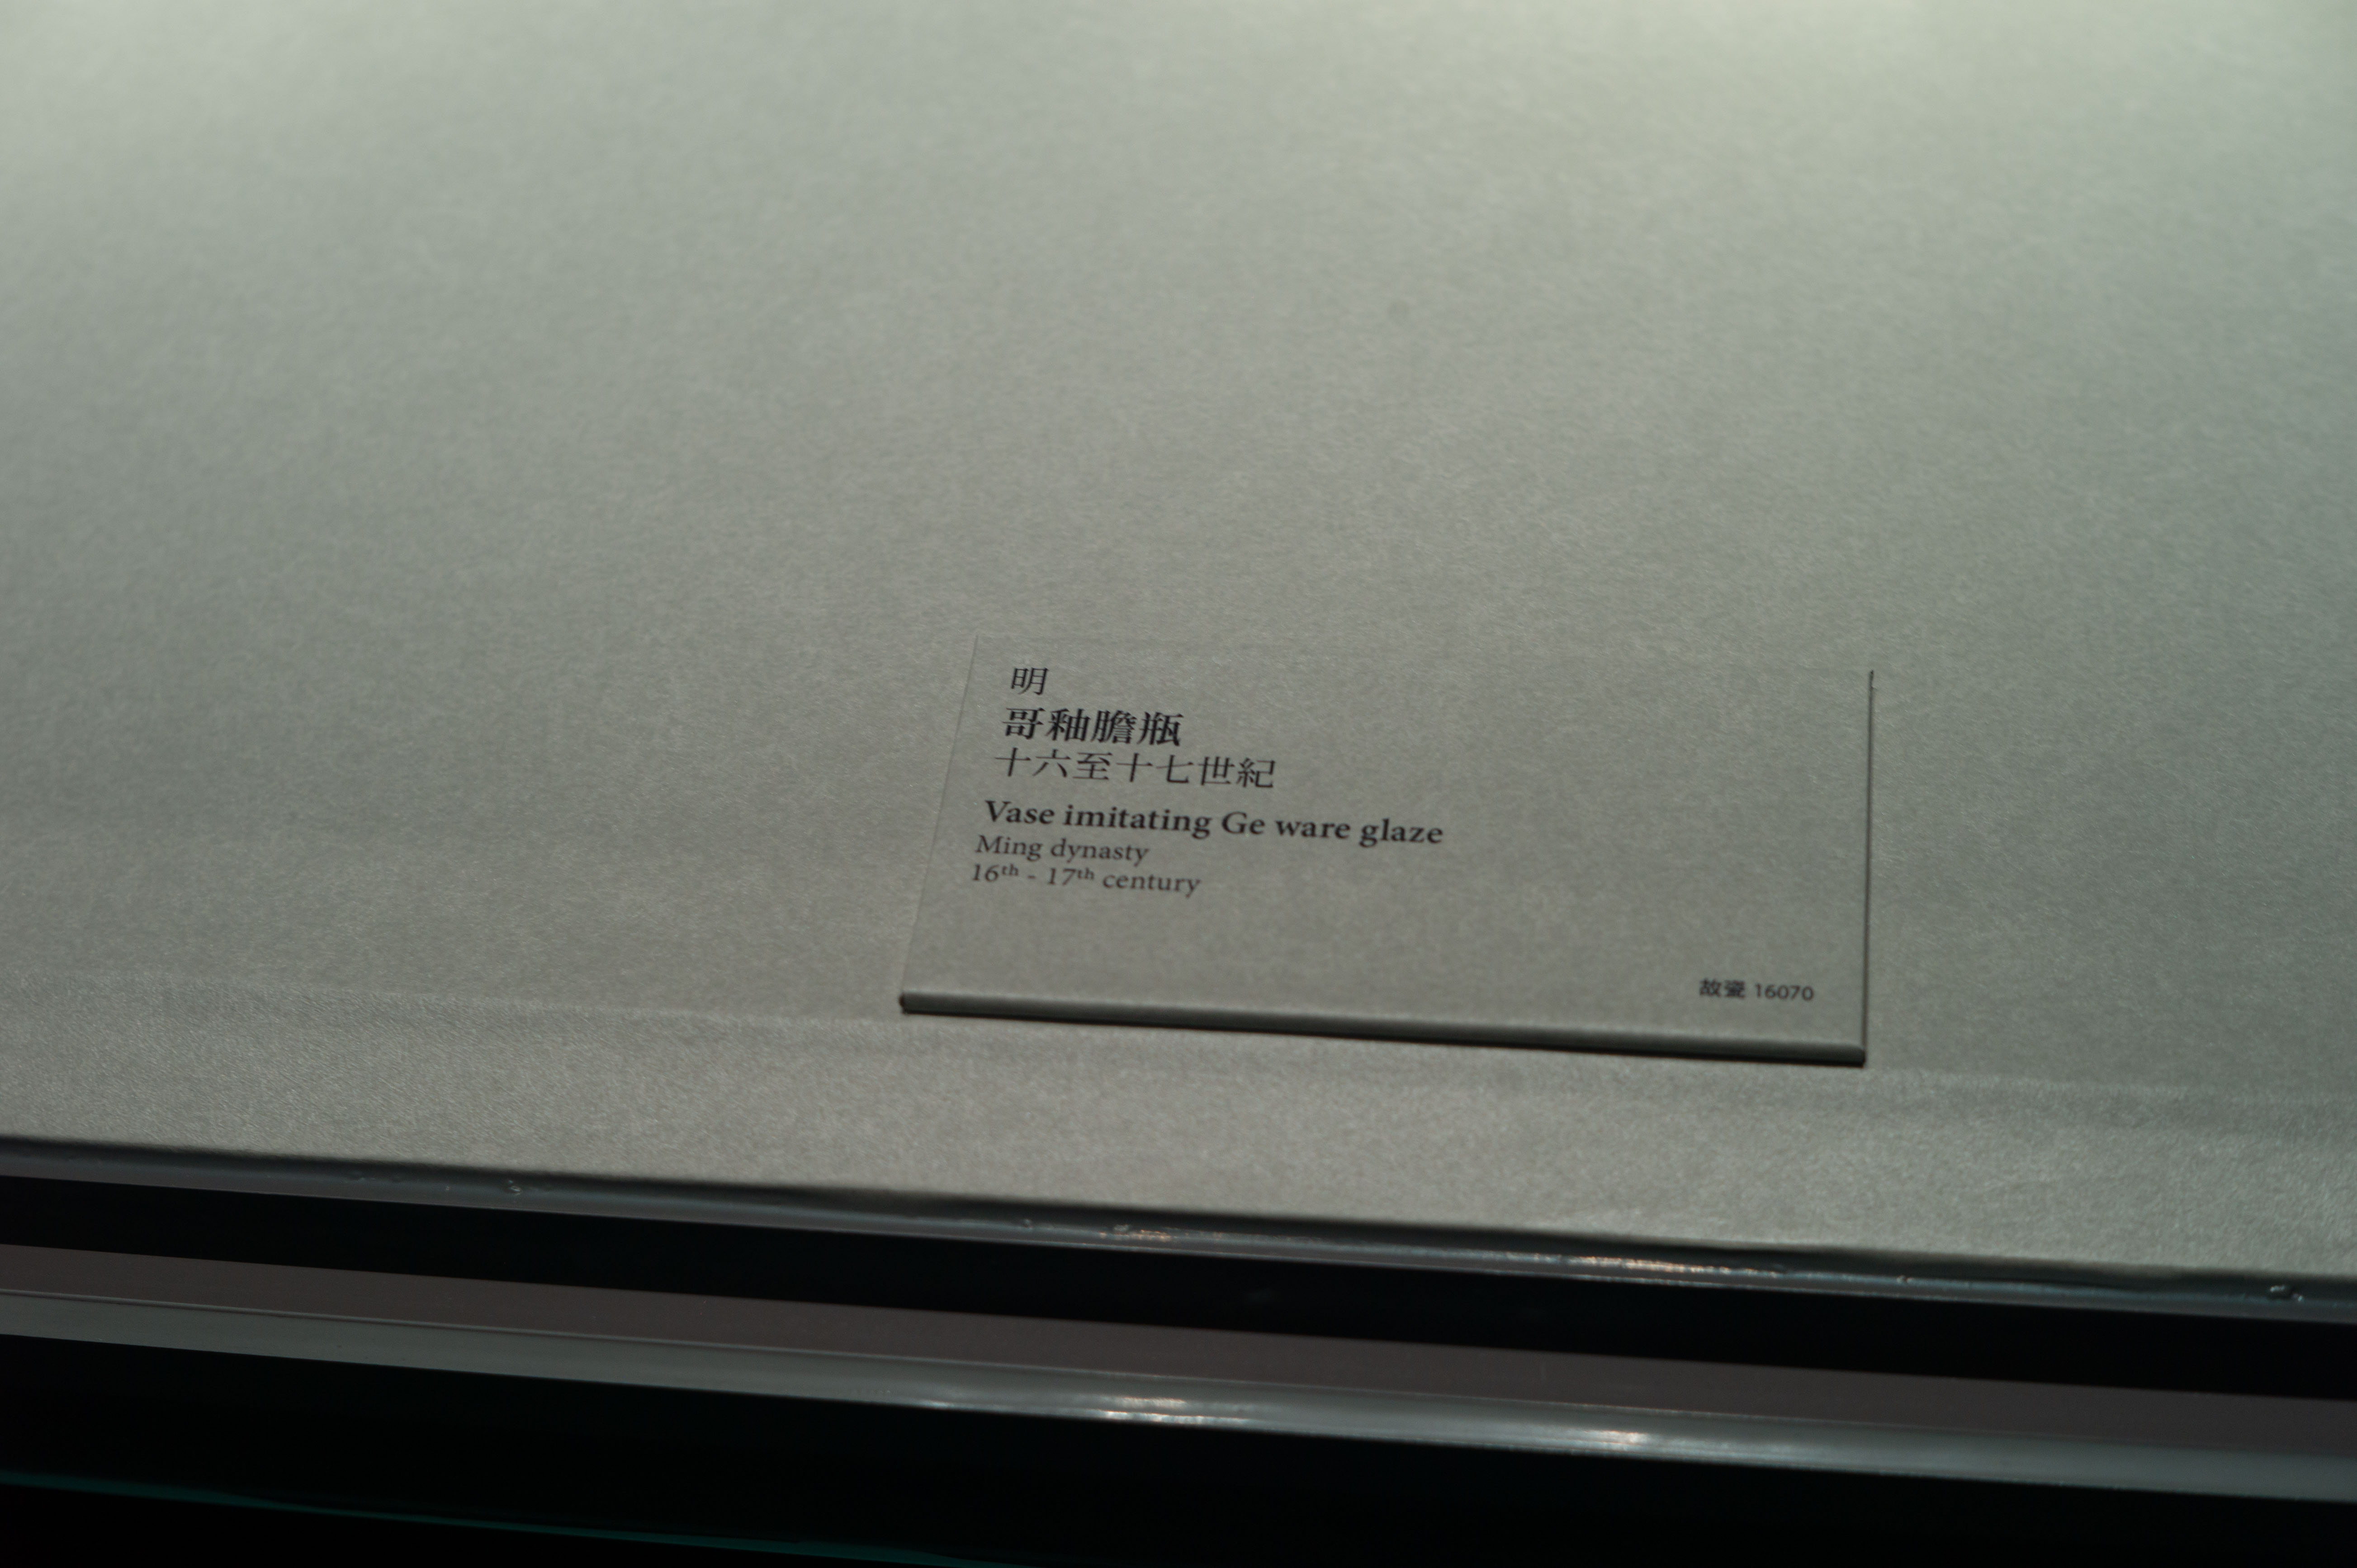 明
哥釉膽瓶
十六至十七世紀
Vase imitating Ge ware glaze
Ming dynasty
16th - 17th century
故瓷 16070